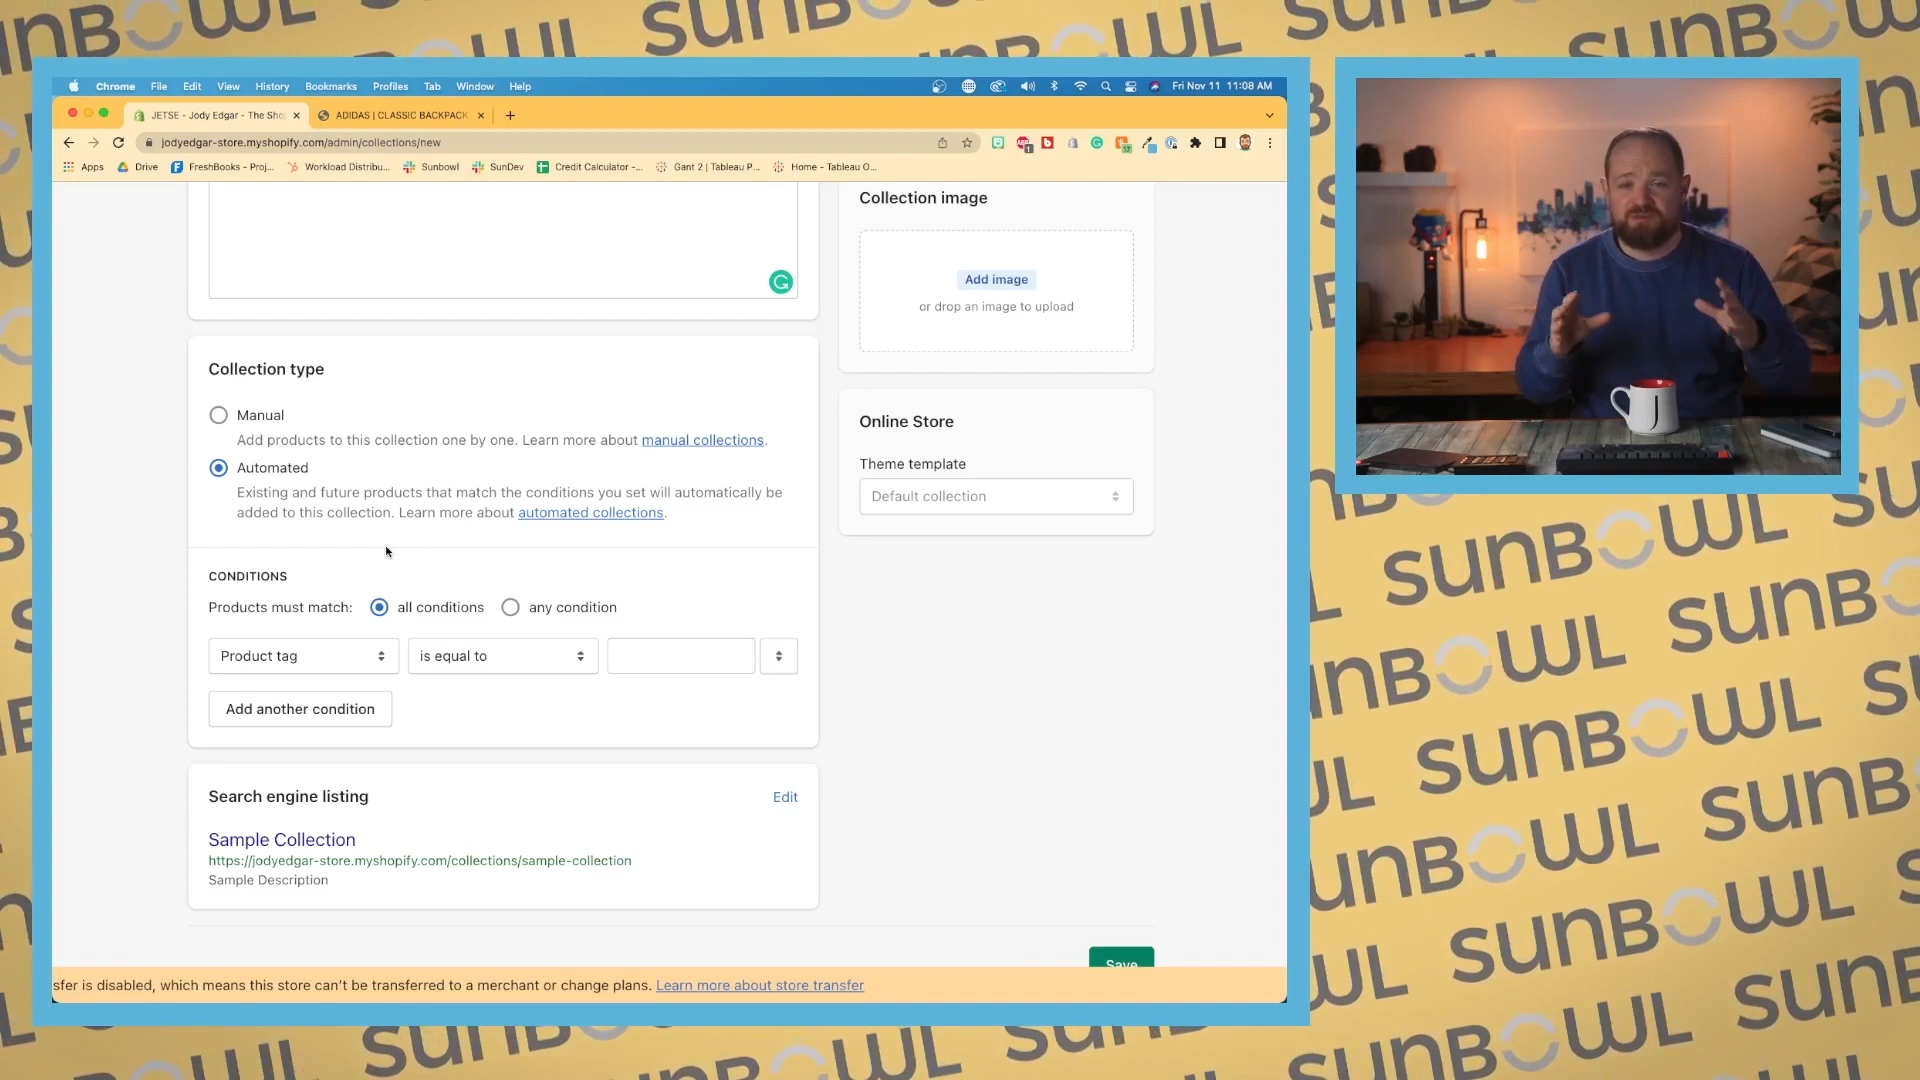 Chrome File Edit View History Bookmarks Profiles Tab Window Help Fri Nov 11 11:08 AM
JETSE - Jody Edgar - The Sho ADIDAS | CLASSIC BACKPACK
jodyedgar-store.myshopify.com/admin/collections/new
Apps Drive FreshBooks - Proj... Workload Distribu... Sunbowl SunDev Credit Calculator -... Gant 2 | Tableau P... Home - Tableau O...
Collection image
Add image
or drop an image to upload
Collection type
Manual
Add products to this collection one by one. Learn more about manual collections.
Automated
Existing and future products that match the conditions you set will automatically be
added to this collection. Learn more about automated collections.
Online Store
Theme template
Default collection
CONDITIONS
Products must match: all conditions any condition
Product tag is equal to
Add another condition
Search engine listing Edit
Sample Collection
https://jodyedgar-store.myshopify.com/collections/sample-collection
Sample Description
Save
sfer is disabled, which means this store can't be transferred to a merchant or change plans. Learn more about store transfer
J
SUNBOWL
SUNBOWL
SUNBOWL
SUNBOWL